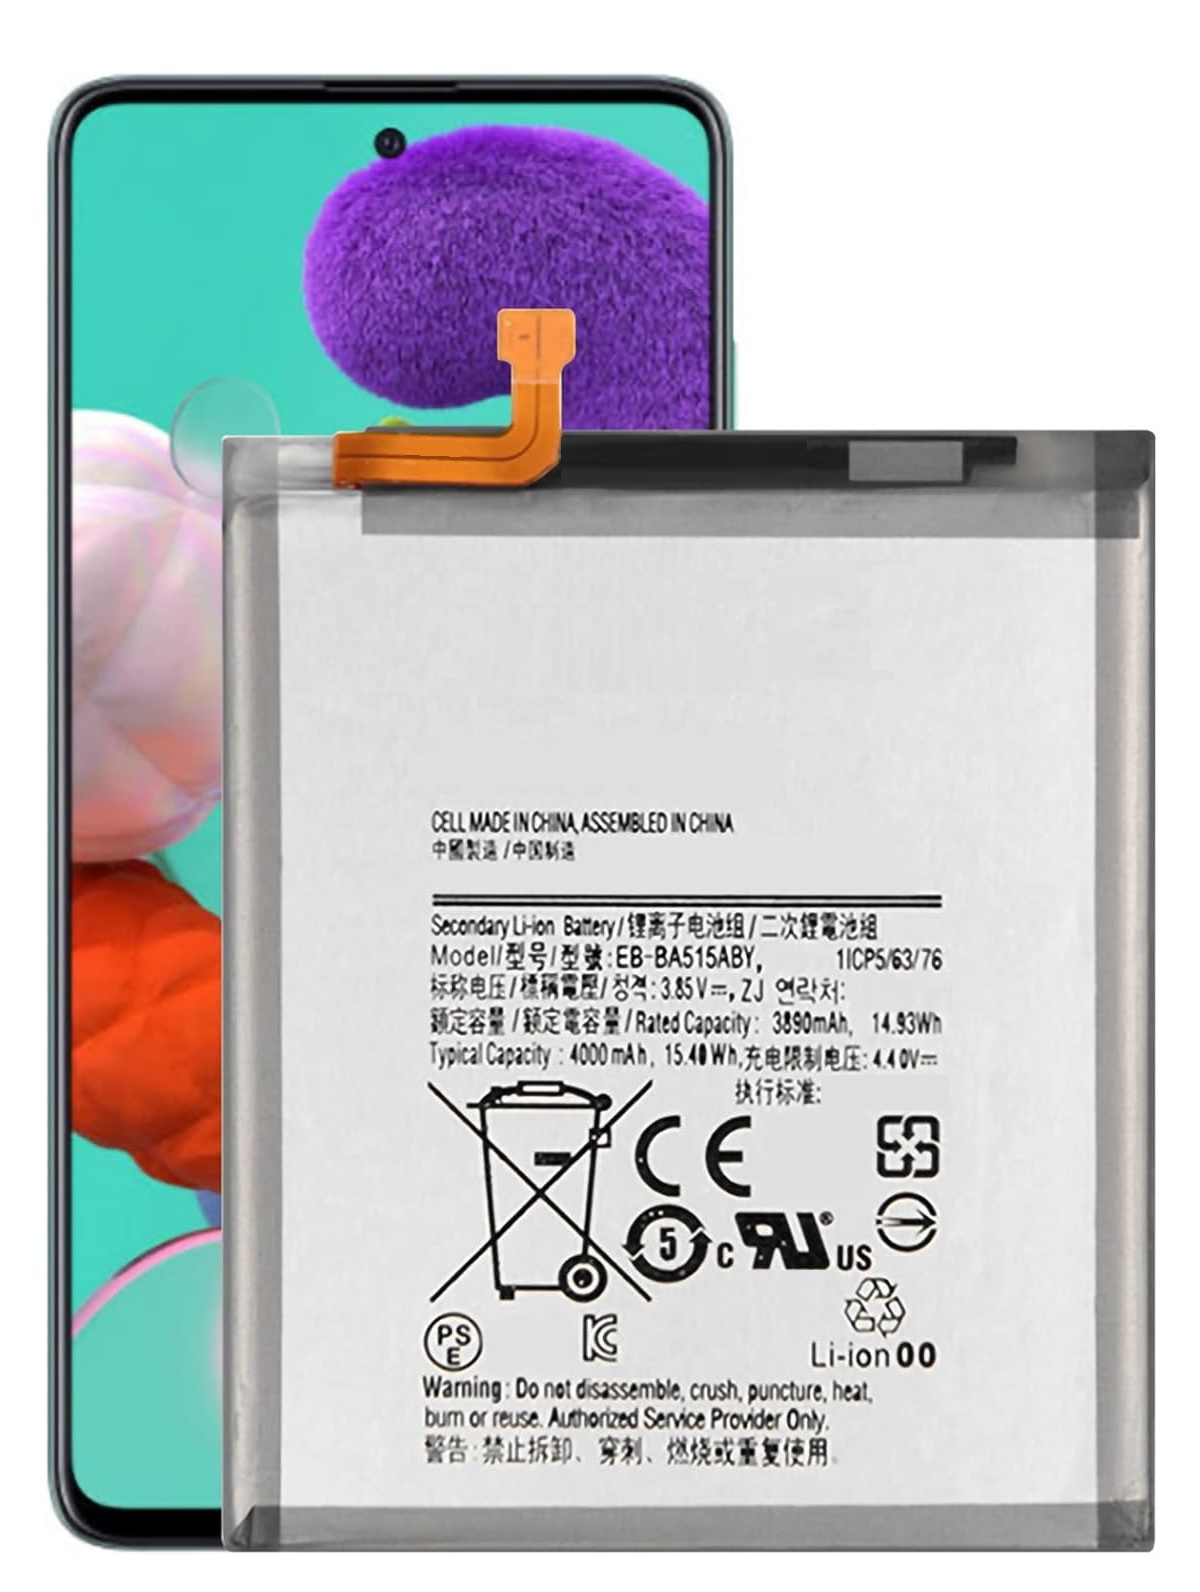 CELL MADE IN CHINA, ASSEMBLED IN CHINA
中國製造 / 中国制造
Secondary Li-ion Battery / 锂离子电池组 / 二次鋰電池組
Model/型号/型號: EB-BA515ABY, 1ICP5/63/76
标称电压/標稱電壓/정격: 3.85V⎓, ZJ 연락처:
額定容量 / 額定電容量 / Rated Capacity: 3890mAh, 14.93Wh
Typical Capacity : 4000 mAh, 15.40 Wh,充电限制电压: 4.40V⎓
执行标准:
CE
5
c RU® US
PS
E
KC
Li-ion 00
Warning : Do not disassemble, crush, puncture, heat,
burn or reuse. Authorized Service Provider Only.
警告 : 禁止拆卸、穿刺、燃烧或重复使用。